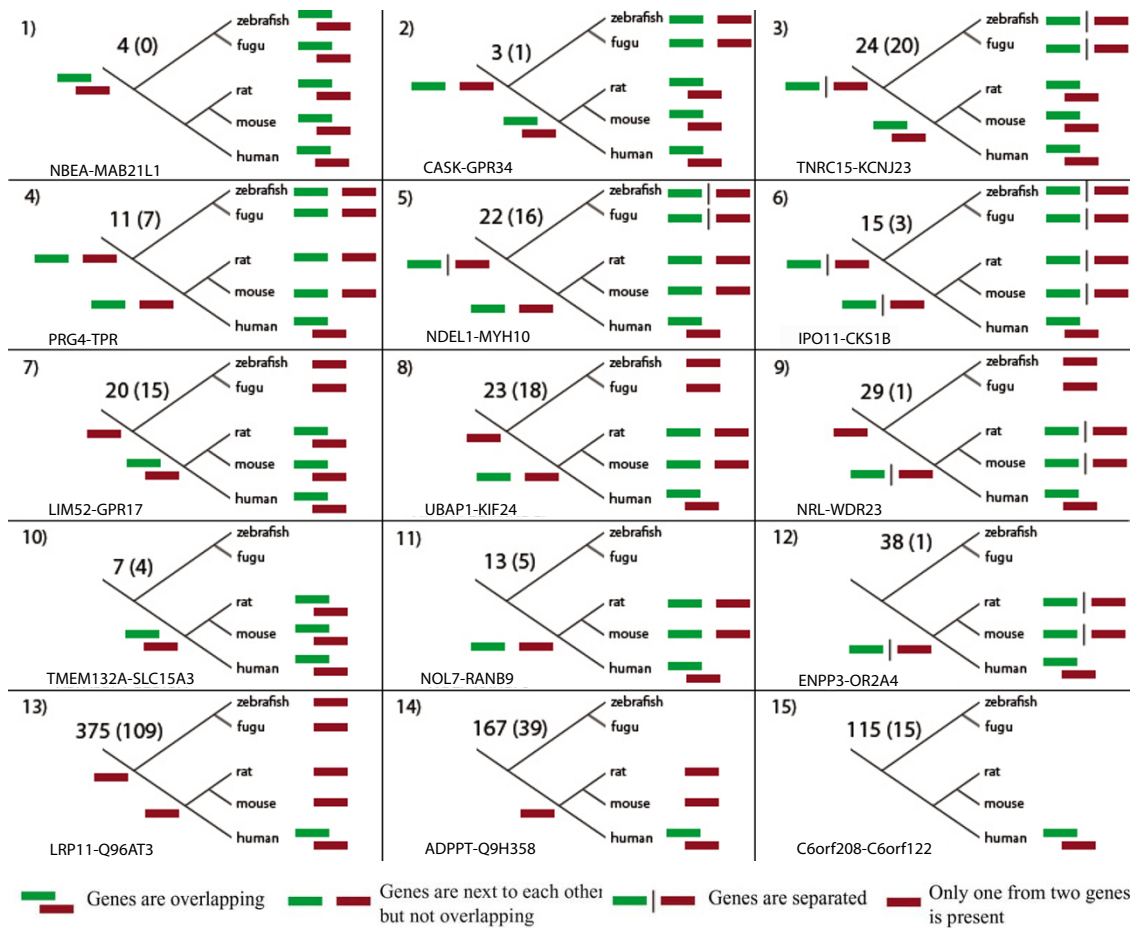 1)
4 (0)
zebrafish
fugu
rat
mouse
human
NBEA-MAB21L1
2)
3 (1)
zebrafish
fugu
rat
mouse
human
CASK-GPR34
3)
24 (20)
zebrafish
fugu
rat
mouse
human
TNRC15-KCNJ23
4)
11 (7)
zebrafish
fugu
rat
mouse
human
PRG4-TPR
5)
22 (16)
zebrafish
fugu
rat
mouse
human
NDEL1-MYH10
6)
15 (3)
zebrafish
fugu
rat
mouse
human
IPO11-CKS1B
7)
20 (15)
zebrafish
fugu
rat
mouse
human
LIM52-GPR17
8)
23 (18)
zebrafish
fugu
rat
mouse
human
UBAP1-KIF24
9)
29 (1)
zebrafish
fugu
rat
mouse
human
NRL-WDR23
10)
7 (4)
zebrafish
fugu
rat
mouse
human
TMEM132A-SLC15A3
11)
13 (5)
zebrafish
fugu
rat
mouse
human
NOL7-RANB9
12)
38 (1)
zebrafish
fugu
rat
mouse
human
ENPP3-OR2A4
13)
375 (109)
zebrafish
fugu
rat
mouse
human
LRP11-Q96AT3
14)
167 (39)
zebrafish
fugu
rat
mouse
human
ADPPT-Q9H358
15)
115 (15)
zebrafish
fugu
rat
mouse
human
C6orf208-C6orf122
Genes are overlapping
Genes are next to each other
but not overlapping
Genes are separated
Only one from two genes
is present